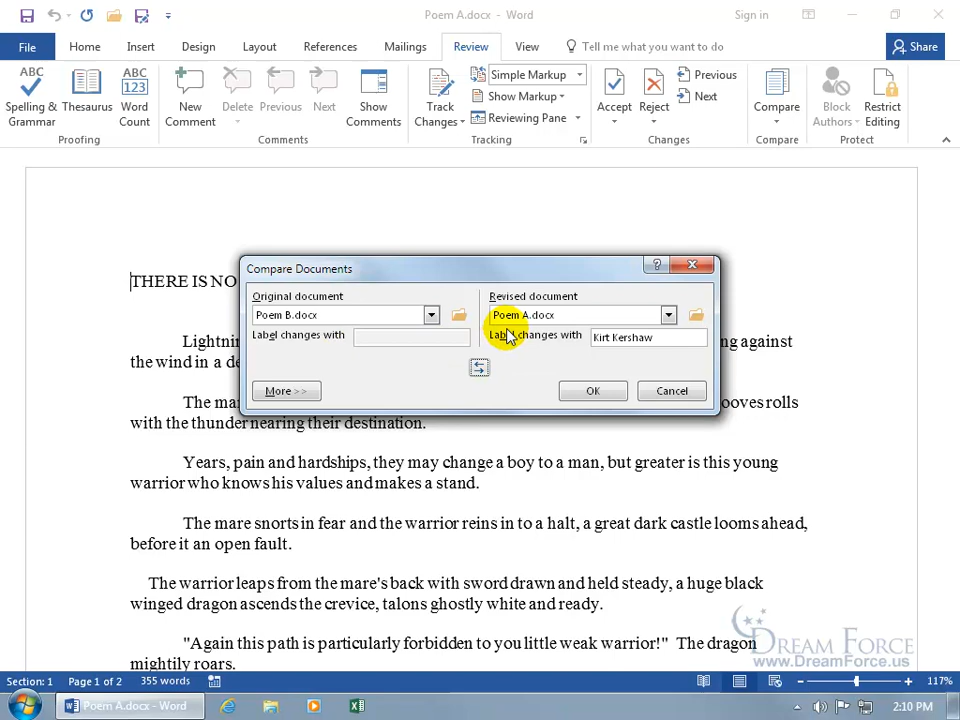 Poem A.docx - Word
Sign in
File
Home
Insert
Design
Layout
References
Mailings
Review
View
Tell me what you want to do
Share
ABC
Spelling &
Grammar
Thesaurus
ABC
123
Word
Count
Proofing
New
Comment
Delete
Previous
Next
Show
Comments
Comments
Track
Changes
Simple Markup
Show Markup
Reviewing Pane
Tracking
Accept
Reject
Previous
Next
Changes
Compare
Compare
Block
Authors
Restrict
Editing
Protect
THERE IS NO
Compare Documents
?
Original document
Revised document
Poem B.docx
Poem A.docx
Label changes with
Label changes with
Kirt Kershaw
More >>
OK
Cancel
ng against
the wind in a de
The ma
ooves rolls
with the thunder nearing their destination.
Years, pain and hardships, they may change a boy to a man, but greater is this young
warrior who knows his values and makes a stand.
The mare snorts in fear and the warrior reins in to a halt, a great dark castle looms ahead,
before it an open fault.
The warrior leaps from the mare's back with sword drawn and held steady, a huge black
winged dragon ascends the crevice, talons ghostly white and ready.
"Again this path is particularly forbidden to you little weak warrior!" The dragon
mightily roars.
DREAM FORCE
www.DreamForce.us
Section: 1
Page 1 of 2
355 words
117%
Poem A.docx - Word
2:10 PM